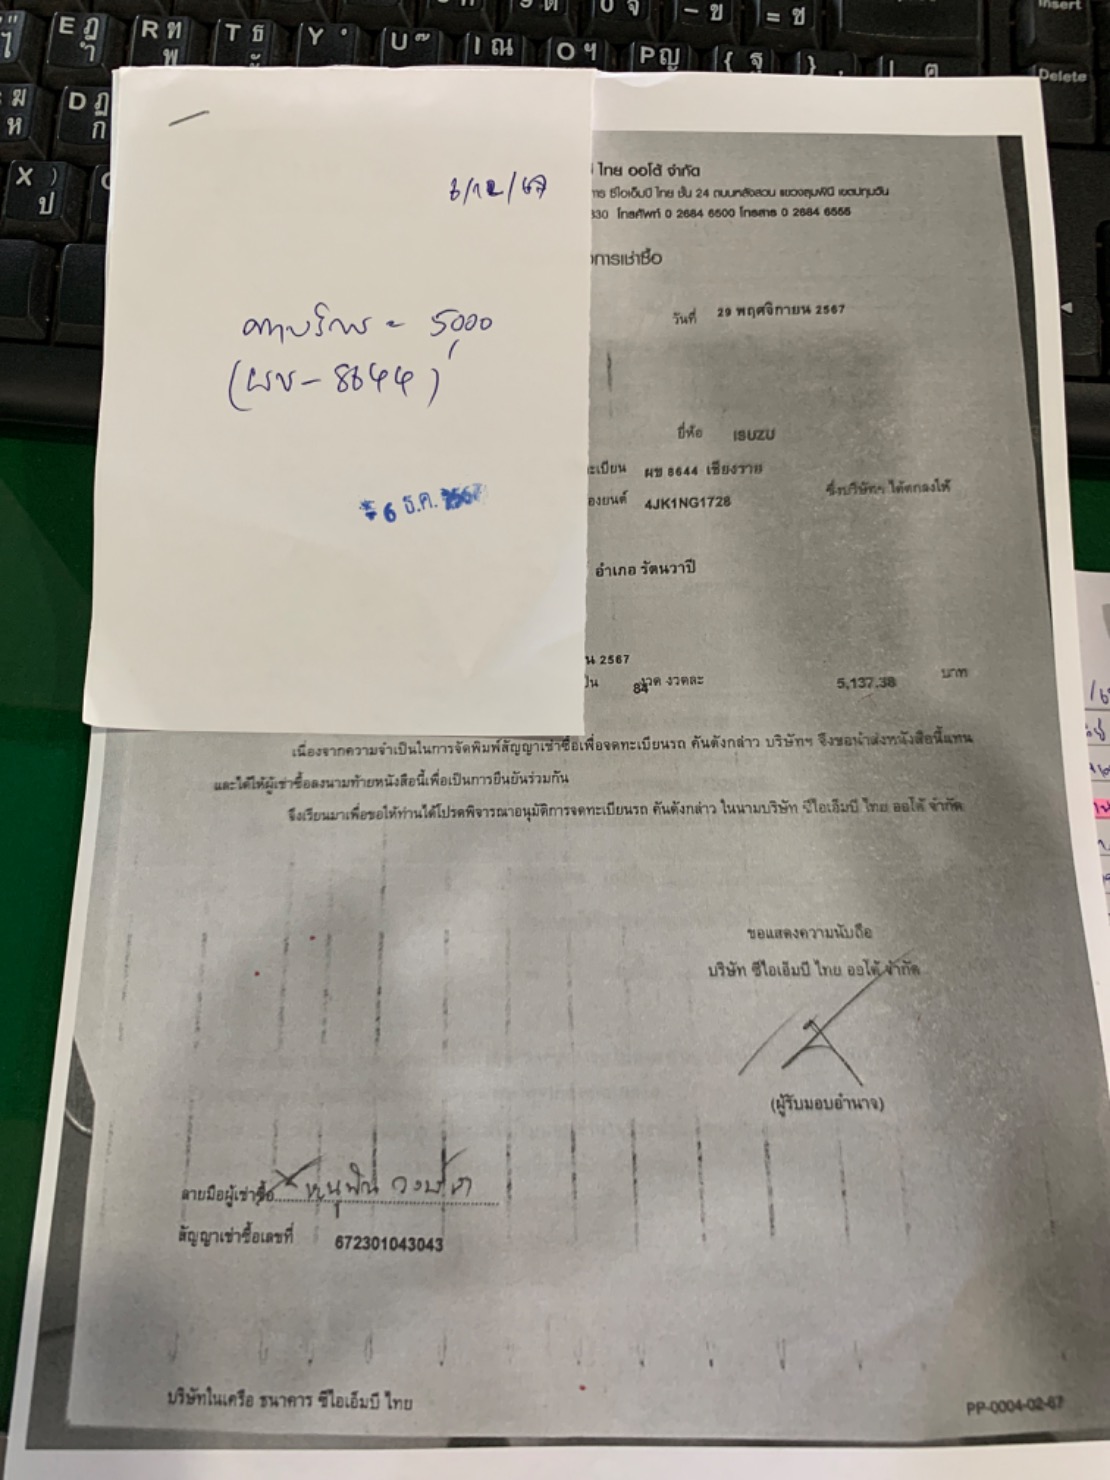 6/12/67
ค่าบริการ = 5,000
(ผข-8644)
6 ธ.ค. 2567
ไทย ออโต้ จำกัด
ซีไอเอ็มบี ไทย ชั้น 24 ถนนหลังสวน แขวงลุมพินี เขตปทุมวัน
330 โทรศัพท์ 0 2684 6500 โทรสาร 0 2684 6555
การเช่าซื้อ
วันที่ 29 พฤศจิกายน 2567
ยี่ห้อ ISUZU
ทะเบียน ผข 8644 เชียงราย
4JK1NG1728 ซึ่งบริษัทฯ ได้ตกลงให้
อำเภอ รัตนวาปี
น 2567
84 งวด งวดละ 5,137.38 บาท
เนื่องจากความจำเป็นในการจัดพิมพ์สัญญาเช่าซื้อเพื่อจดทะเบียนรถ คันดังกล่าว บริษัทฯ จึงขอนำส่งหนังสือนี้แทน
และได้ให้ผู้เช่าซื้อลงนามท้ายหนังสือนี้เพื่อเป็นการยืนยันร่วมกัน
จึงเรียนมาเพื่อขอให้ท่านได้โปรดพิจารณาอนุมัติการจดทะเบียนรถ คันดังกล่าว ในนามบริษัท ซีไอเอ็มบี ไทย ออโต้ จำกัด
ขอแสดงความนับถือ
บริษัท ซีไอเอ็มบี ไทย ออโต้ จำกัด
(ผู้รับมอบอำนาจ)
ลายมือผู้เช่าซื้อ
สัญญาเช่าซื้อเลขที่ 672301043043
บริษัทในเครือ ธนาคาร ซีไอเอ็มบี ไทย
PP-0004-02-67